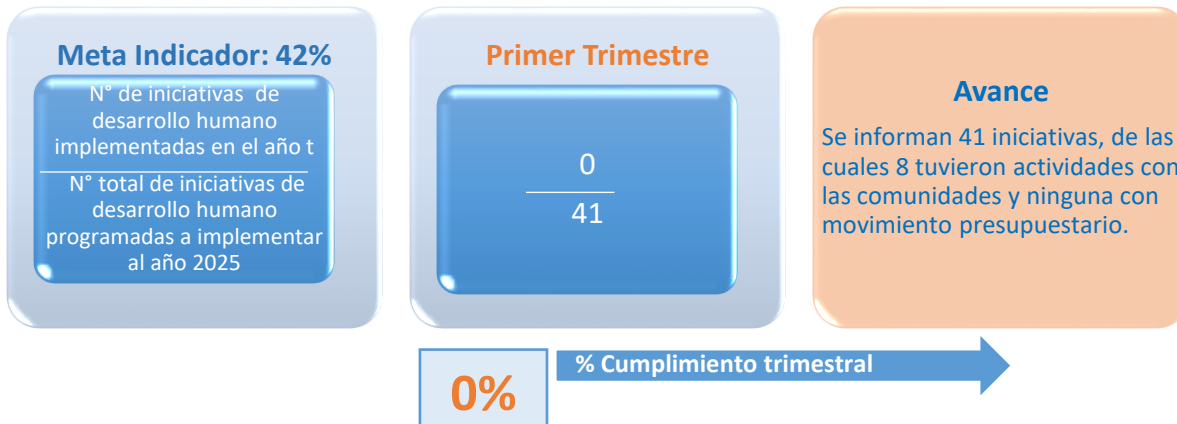 Meta Indicador: 42%
N° de iniciativas de
desarrollo humano
implementadas en el año t
N° total de iniciativas de
desarrollo humano
programadas a implementar
al año 2025
Primer Trimestre
0
41
Avance
Se informan 41 iniciativas, de las
cuales 8 tuvieron actividades con
las comunidades y ninguna con
movimiento presupuestario.
% Cumplimiento trimestral
0%